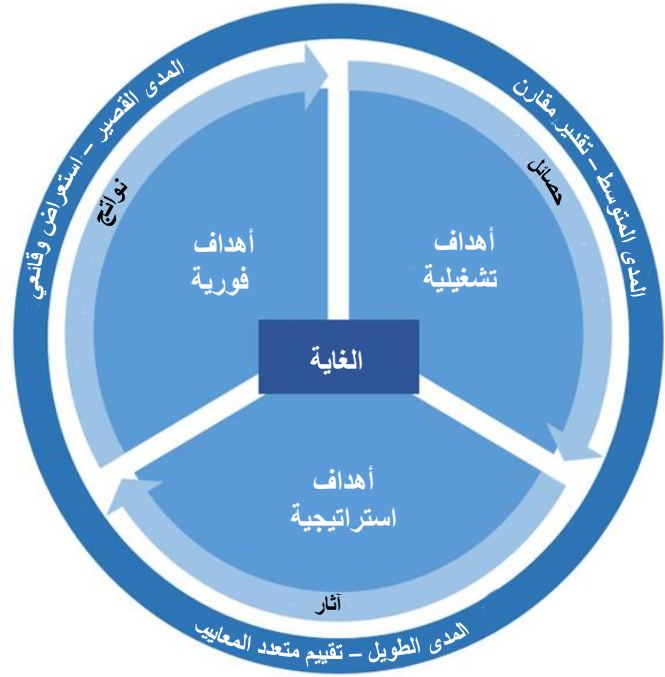 المدى القصير – استعراض وقائعي
نواتج
أهداف
فورية
المدى المتوسط – تقدير مقارن
حصائل
أهداف
تشغيلية
الغاية
أهداف
استراتيجية
آثار
المدى الطويل – تقييم متعدد المعايير